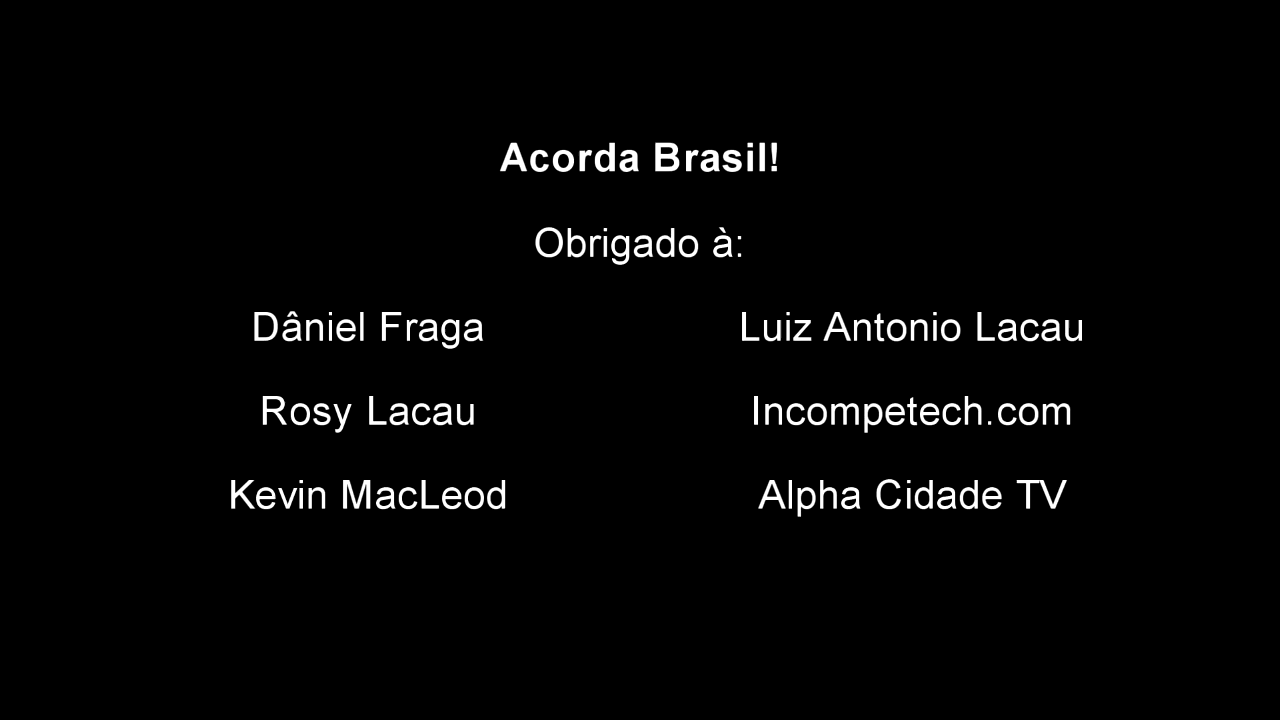 Acorda Brasil!
Obrigado à:
Dâniel Fraga Luiz Antonio Lacau
Rosy Lacau Incompetech.com
Kevin MacLeod Alpha Cidade TV